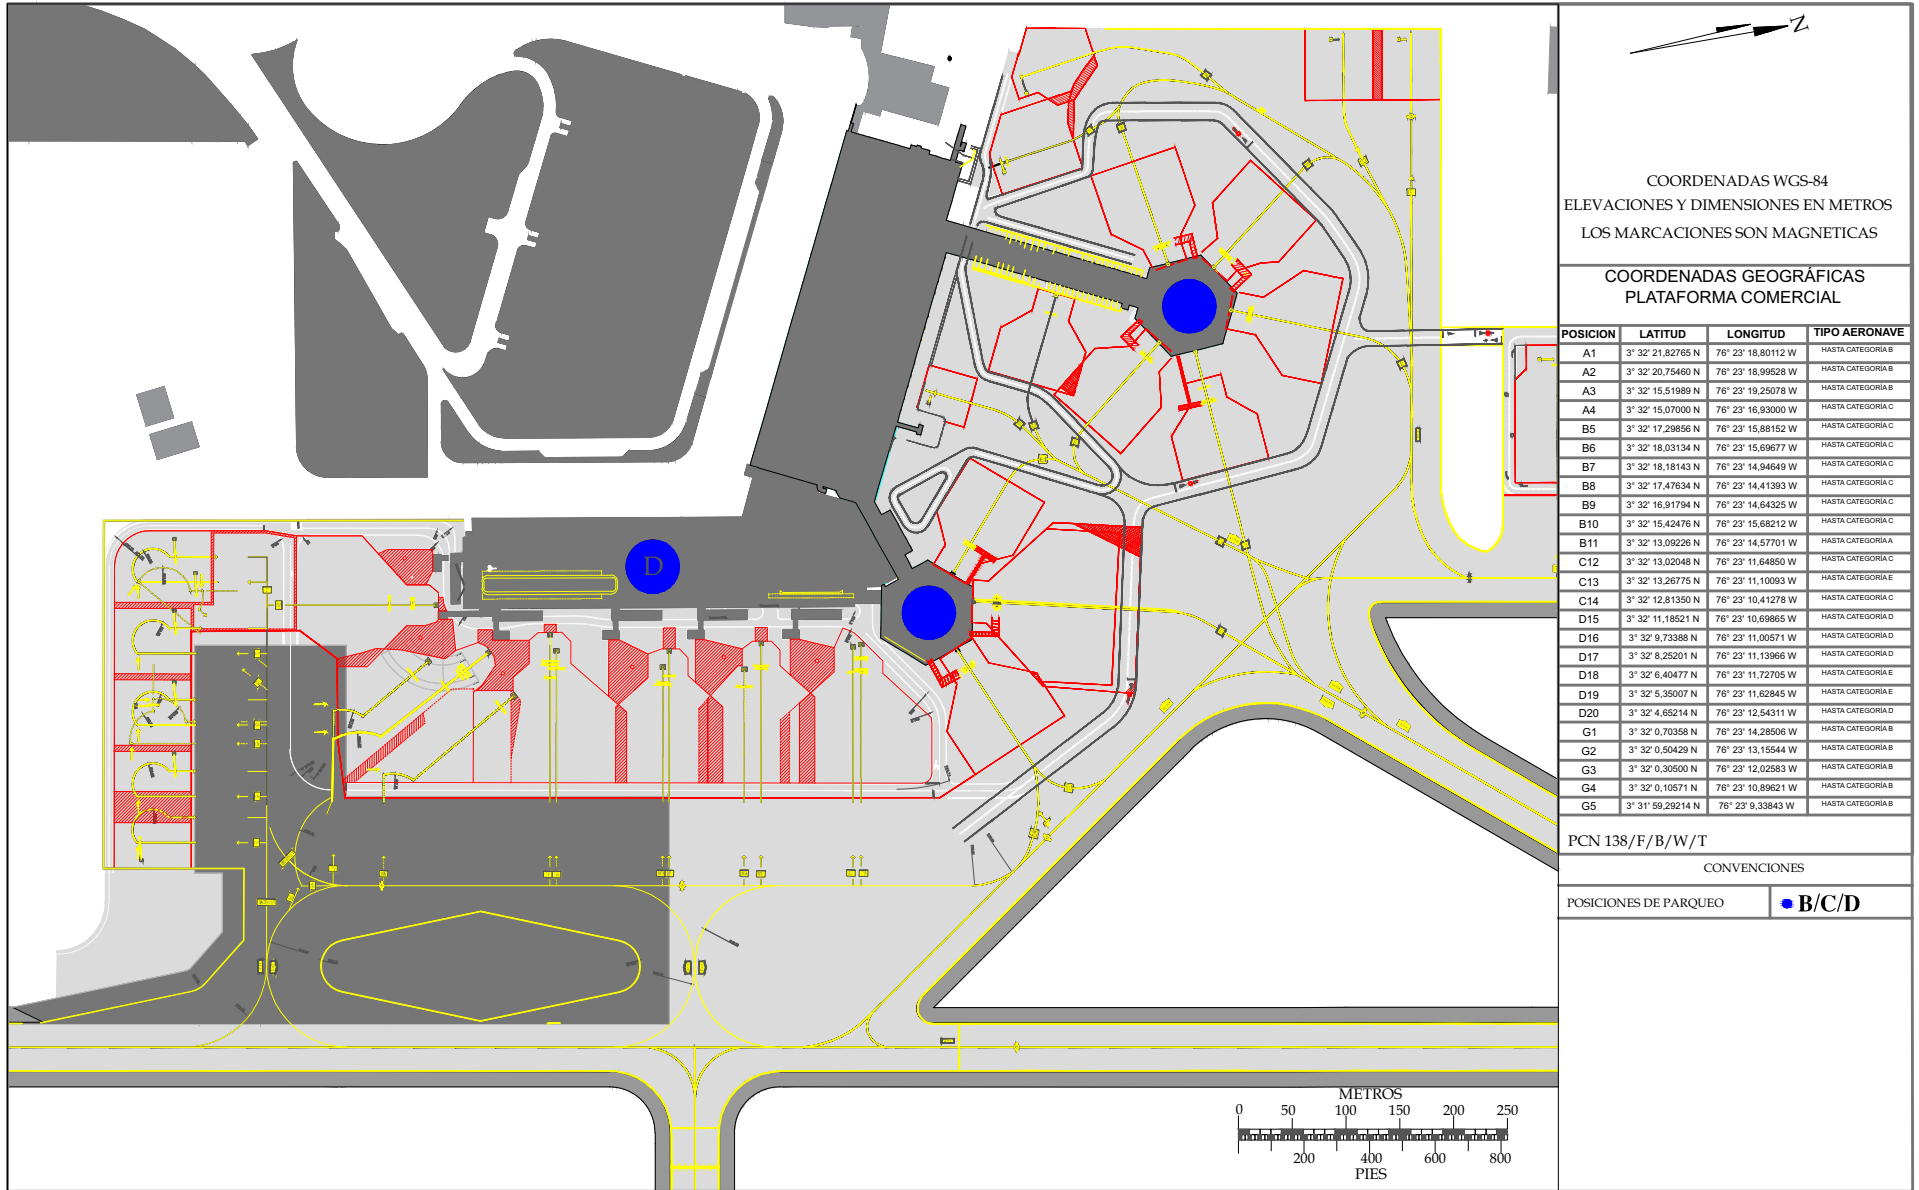 N
COORDENADAS WGS-84
ELEVACIONES Y DIMENSIONES EN METROS
LOS MARCACIONES SON MAGNETICAS
COORDENADAS GEOGRÁFICAS
PLATAFORMA COMERCIAL
POSICION LATITUD LONGITUD TIPO AERONAVE
A1 3° 32' 21,82765 N 76° 23' 18,80112 W HASTA CATEGORÍA B
A2 3° 32' 20,75460 N 76° 23' 18,99528 W HASTA CATEGORÍA B
A3 3° 32' 15,51989 N 76° 23' 19,25078 W HASTA CATEGORÍA B
A4 3° 32' 15,07000 N 76° 23' 16,93000 W HASTA CATEGORÍA C
B5 3° 32' 17,29856 N 76° 23' 15,88152 W HASTA CATEGORÍA C
B6 3° 32' 18,03134 N 76° 23' 15,69677 W HASTA CATEGORÍA C
B7 3° 32' 18,18143 N 76° 23' 14,94649 W HASTA CATEGORÍA C
B8 3° 32' 17,47634 N 76° 23' 14,41393 W HASTA CATEGORÍA C
B9 3° 32' 16,91794 N 76° 23' 14,64325 W HASTA CATEGORÍA C
B10 3° 32' 15,42476 N 76° 23' 15,68212 W HASTA CATEGORÍA C
B11 3° 32' 13,09226 N 76° 23' 14,57701 W HASTA CATEGORÍA A
C12 3° 32' 13,02048 N 76° 23' 11,64850 W HASTA CATEGORÍA C
C13 3° 32' 13,26775 N 76° 23' 11,10093 W HASTA CATEGORÍA E
C14 3° 32' 12,81350 N 76° 23' 10,41278 W HASTA CATEGORÍA C
D15 3° 32' 11,18521 N 76° 23' 10,69865 W HASTA CATEGORÍA D
D16 3° 32' 9,73388 N 76° 23' 11,00571 W HASTA CATEGORÍA D
D17 3° 32' 8,25201 N 76° 23' 11,13966 W HASTA CATEGORÍA D
D18 3° 32' 6,40477 N 76° 23' 11,72705 W HASTA CATEGORÍA E
D19 3° 32' 5,35007 N 76° 23' 11,62845 W HASTA CATEGORÍA E
D20 3° 32' 4,65214 N 76° 23' 12,54311 W HASTA CATEGORÍA D
G1 3° 32' 0,70358 N 76° 23' 14,28506 W HASTA CATEGORÍA B
G2 3° 32' 0,50429 N 76° 23' 13,15544 W HASTA CATEGORÍA B
G3 3° 32' 0,30500 N 76° 23' 12,02583 W HASTA CATEGORÍA B
G4 3° 32' 0,10571 N 76° 23' 10,89621 W HASTA CATEGORÍA B
G5 3° 31' 59,29214 N 76° 23' 9,33843 W HASTA CATEGORÍA B
PCN 138/F/B/W/T
CONVENCIONES
POSICIONES DE PARQUEO B/C/D
D
METROS
0 50 100 150 200 250
200 400 600 800
PIES